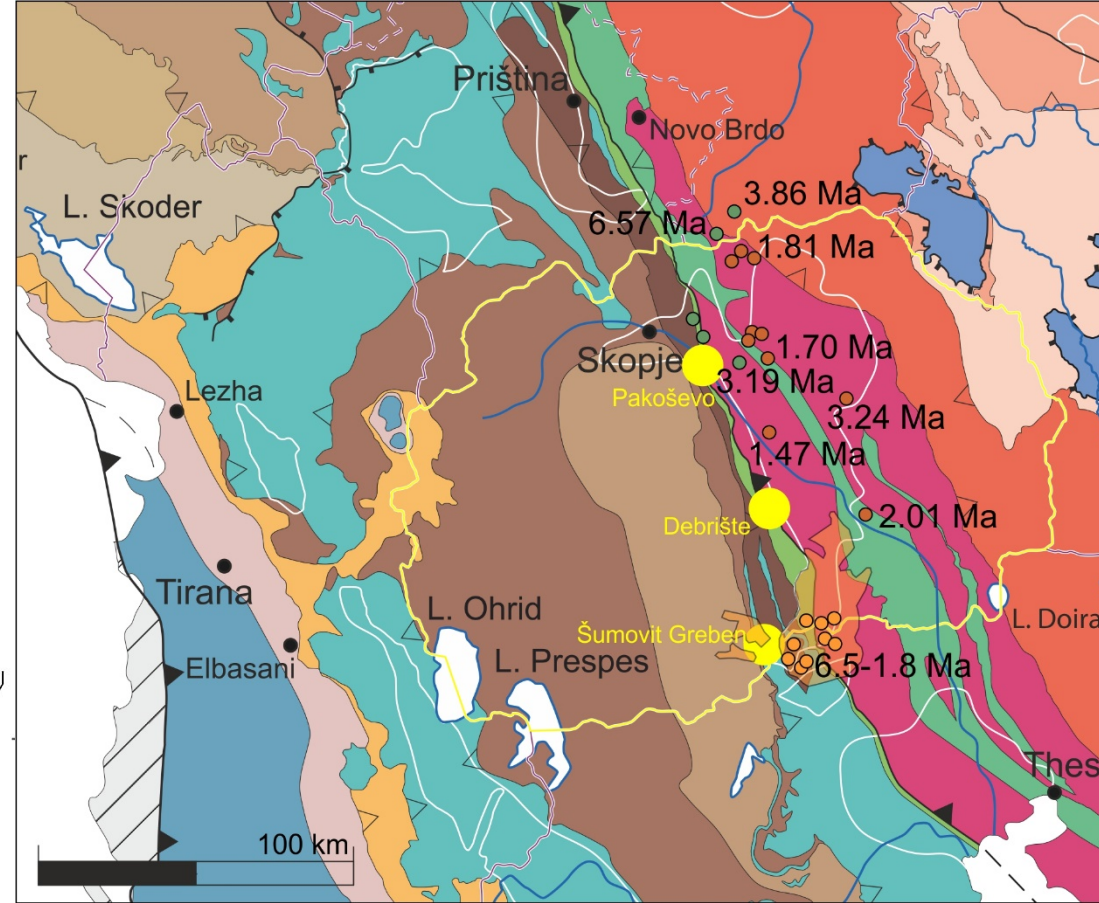 Priština
Novo Brdo
r
L. Skoder
3.86 Ma
6.57 Ma
1.81 Ma
Skopje
1.70 Ma
Pakoševo
3.19 Ma
Lezha
3.24 Ma
1.47 Ma
Debrište
2.01 Ma
Tirana
L. Ohrid
L. Doira
Šumovit Greben
L. Prespes
6.5-1.8 Ma
Elbasani
Thes
100 km